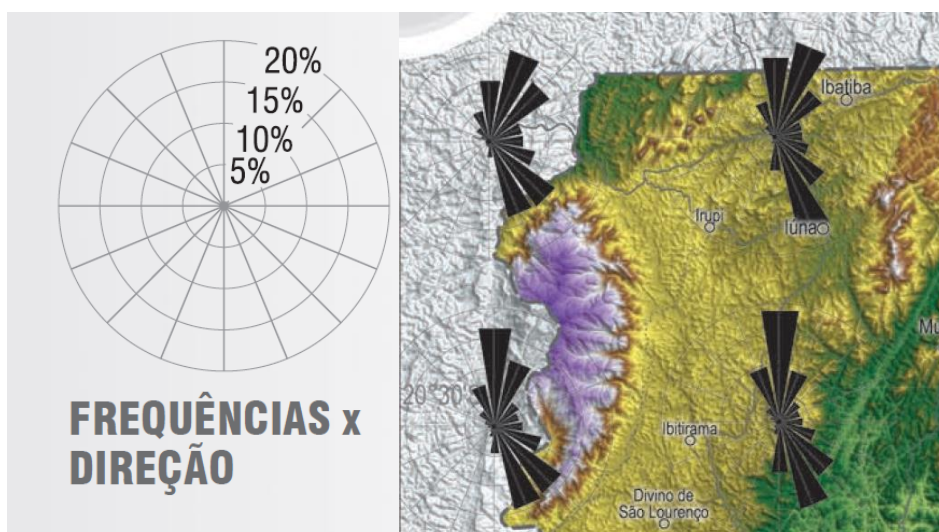 20%
15%
10%
5%
FREQUÊNCIAS x
DIREÇÃO
Ibatiba
Irupi
Iúna
20°30'S
Ibitirama
Divino de
São Lourenço